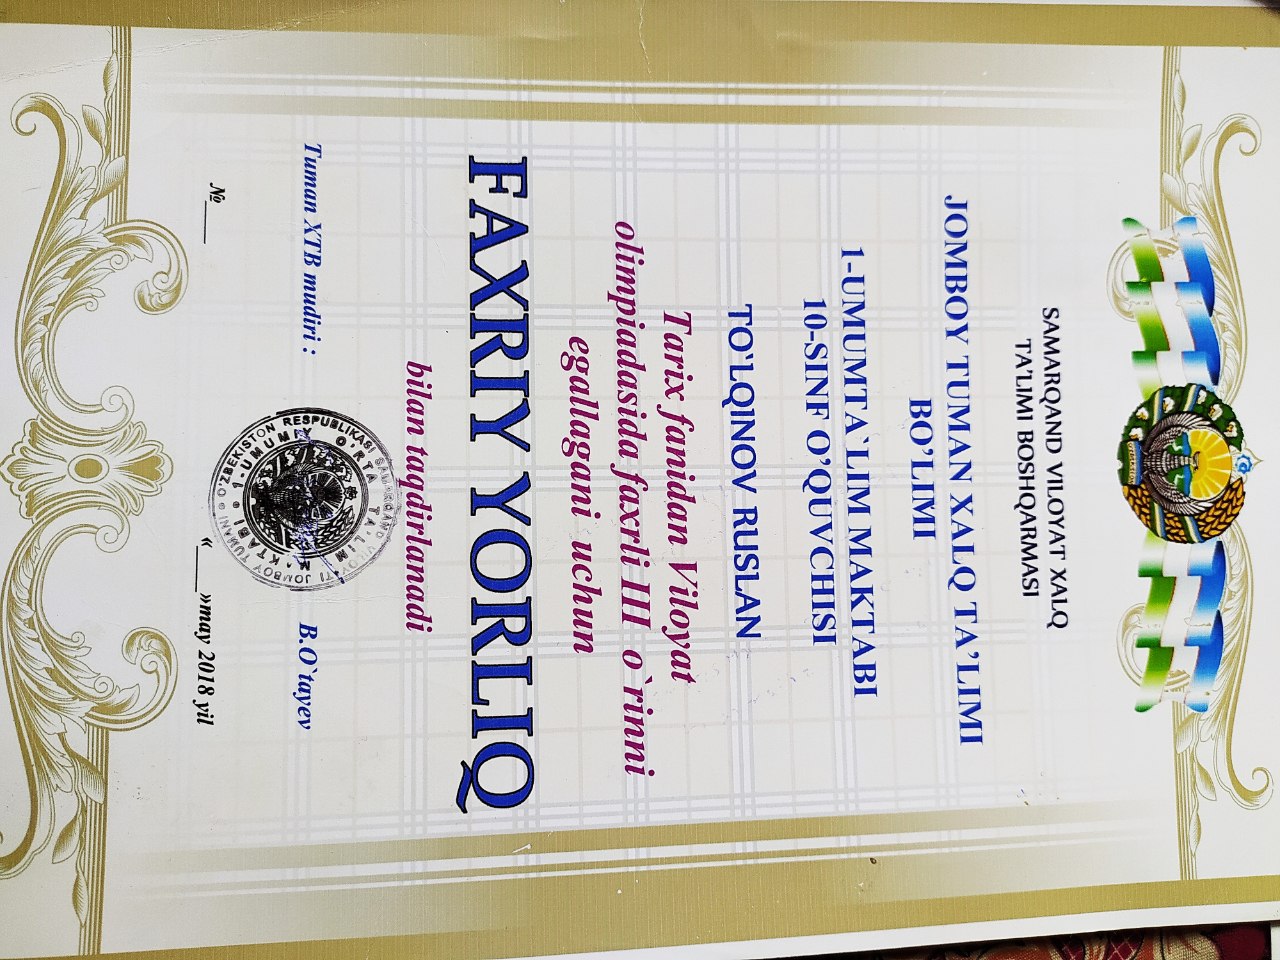 O'ZBEKISTON
SAMARQAND VILOYAT XALQ
TA’LIMI BOSHQARMASI
JOMBOY TUMAN XALQ TA’LIMI
BO’LIMI
1-UMUMTA`LIM MAKTABI
10-SINF O’QUVCHISI
TO‛LQINOV RUSLAN
Tarix fanidan Viloyat
olimpiadasida faxrli III o`rinni
egallagani uchun
FAXRIY YORLIQ
bilan taqdirlanadi
O'ZBEKISTON RESPUBLIKASI SAMARQAND VILOYATI JOMBOY TUMANI
1-UMUMIY O'RTA TA'LIM MAKTABI
Tuman XTB mudiri :
B.O`tayev
№____
«____»may 2018 yil